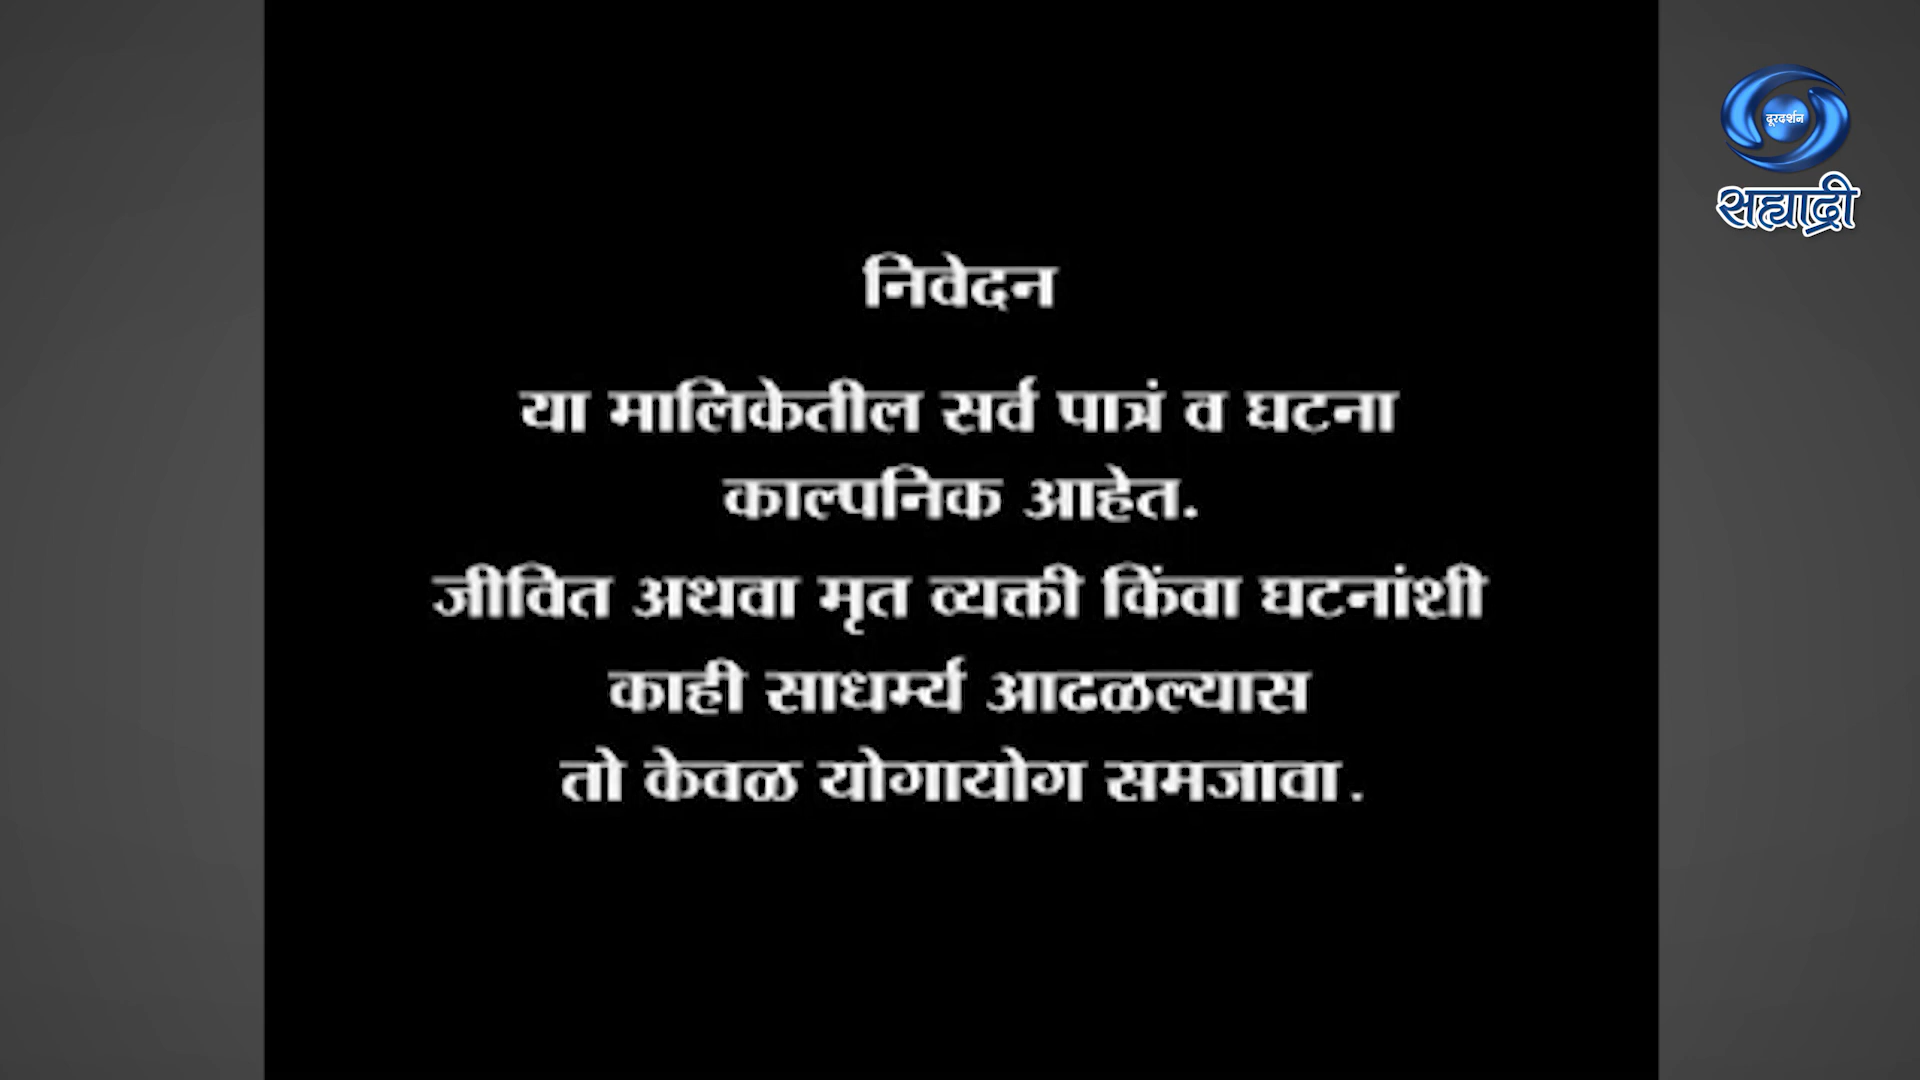 दूरदर्शन
सह्याद्री
निवेदन
या मालिकेतील सर्व पात्रं व घटना
काल्पनिक आहेत.
जीवित अथवा मृत व्यक्ती किंवा घटनांशी
काही साधर्म्य आढळल्यास
तो केवळ योगायोग समजावा.